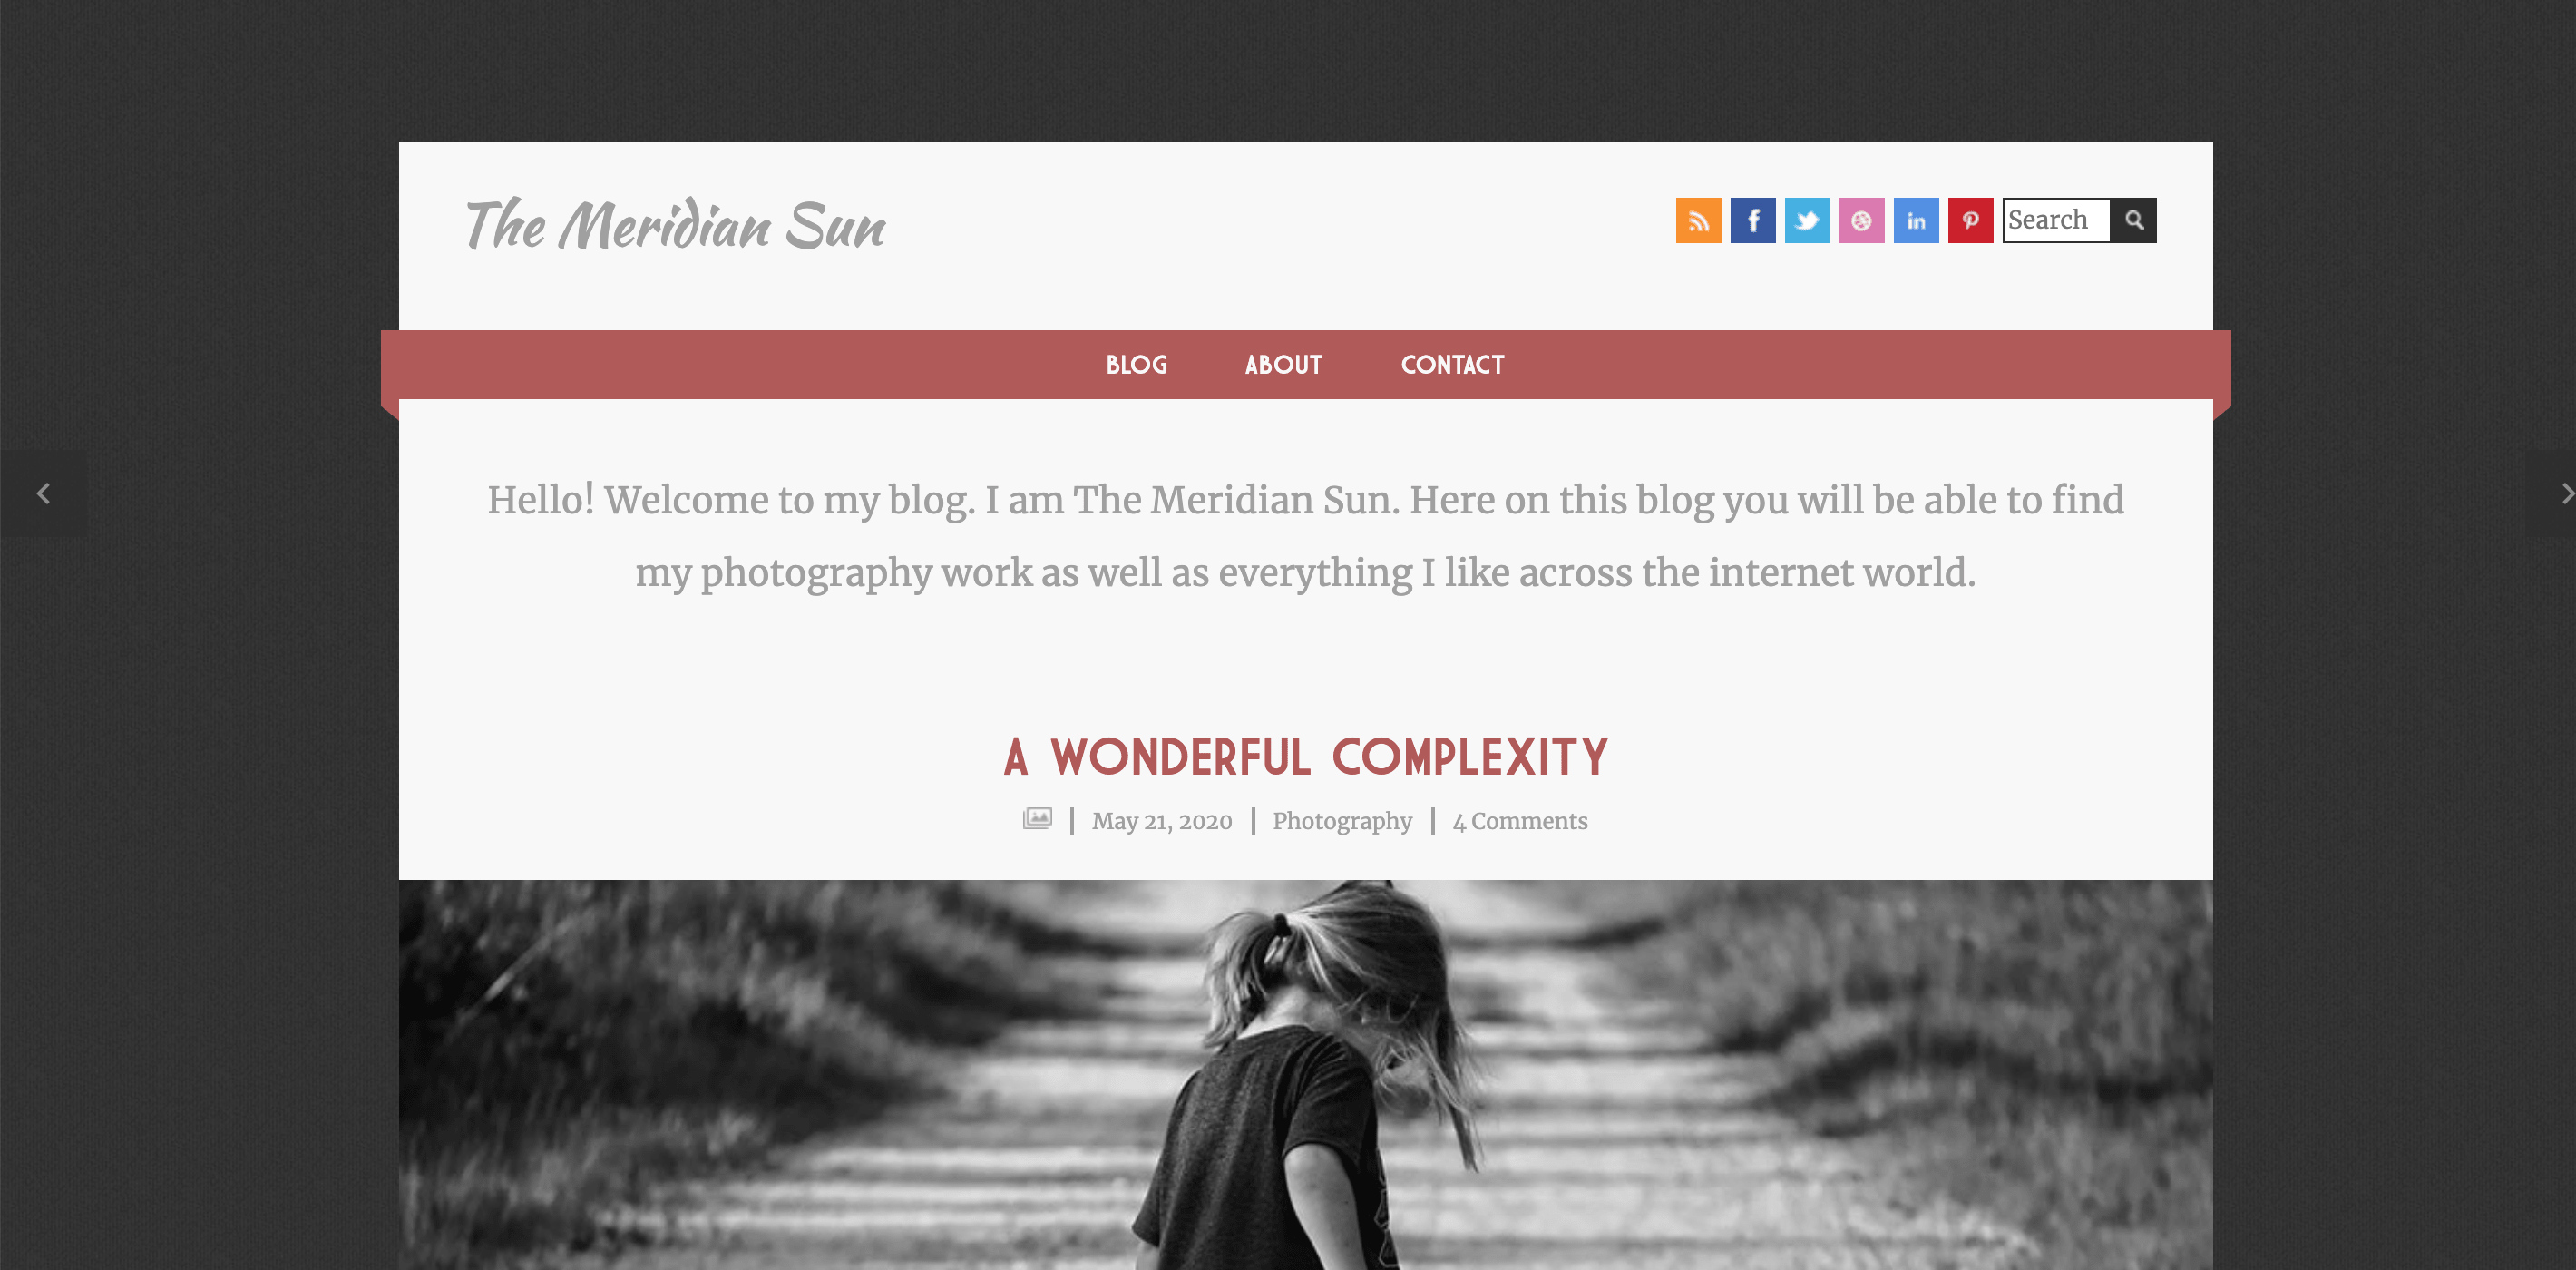 The Meridian Sun
Search
BLOG ABOUT CONTACT
Hello! Welcome to my blog. I am The Meridian Sun. Here on this blog you will be able to find
my photography work as well as everything I like across the internet world.
A WONDERFUL COMPLEXITY
May 21, 2020 | Photography | 4 Comments